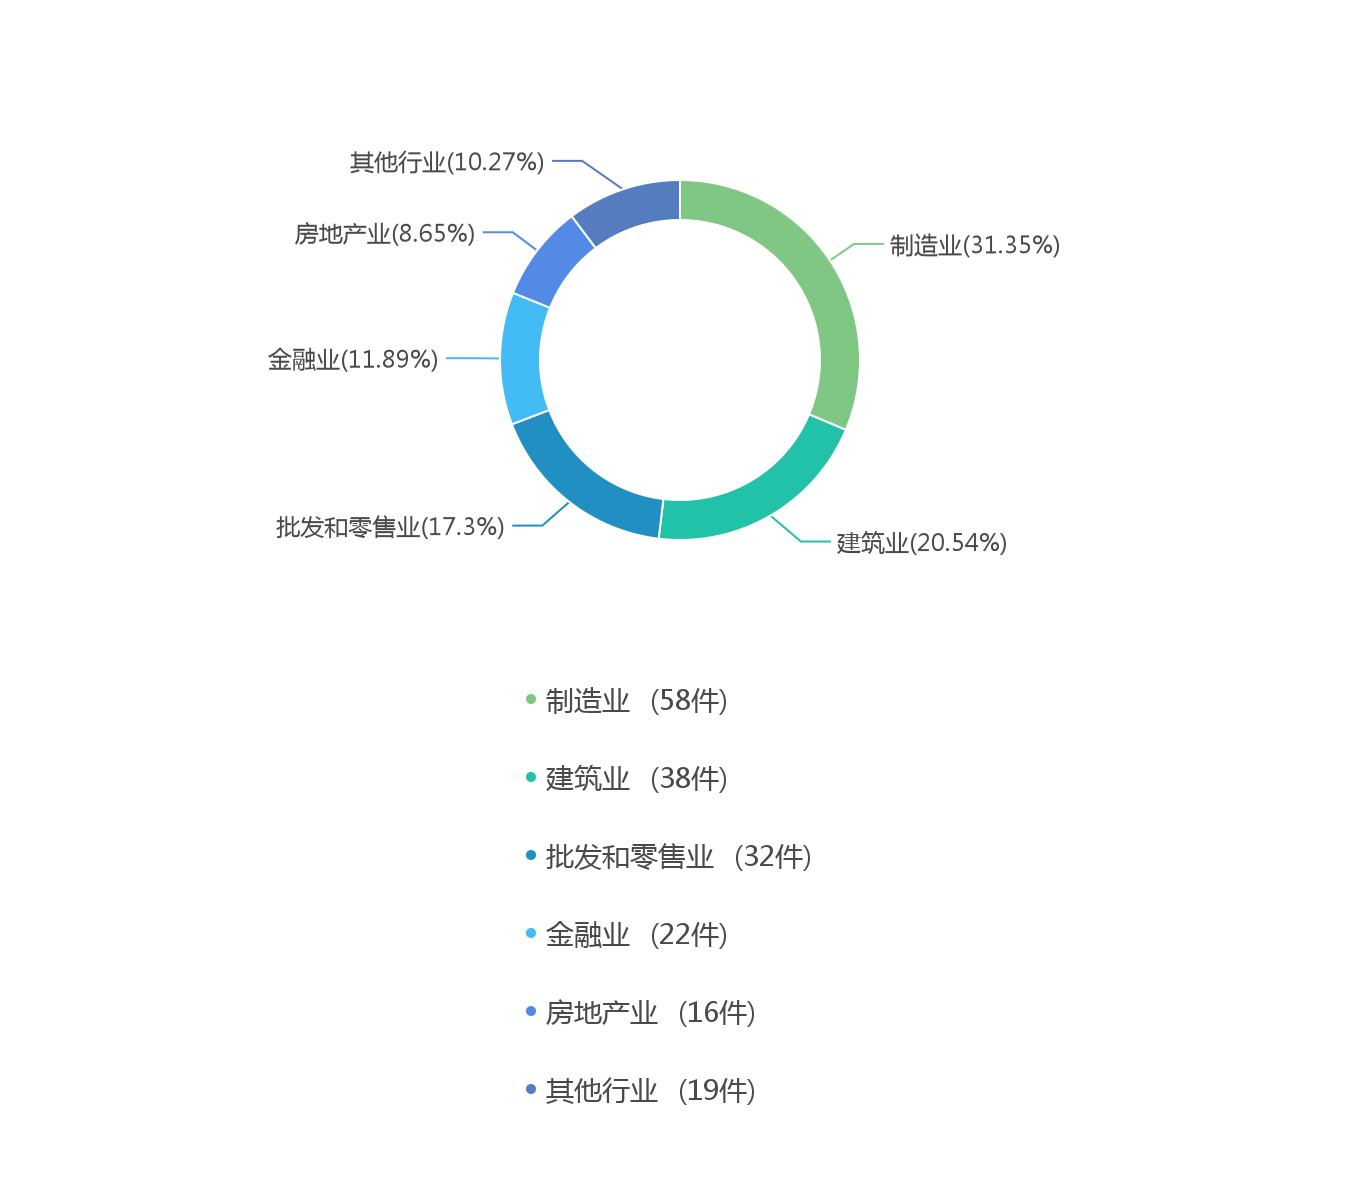 其他行业(10.27%)
房地产业(8.65%)
制造业(31.35%)
金融业(11.89%)
批发和零售业(17.3%)
建筑业(20.54%)
制造业 (58件)
建筑业 (38件)
批发和零售业 (32件)
金融业 (22件)
房地产业 (16件)
其他行业 (19件)